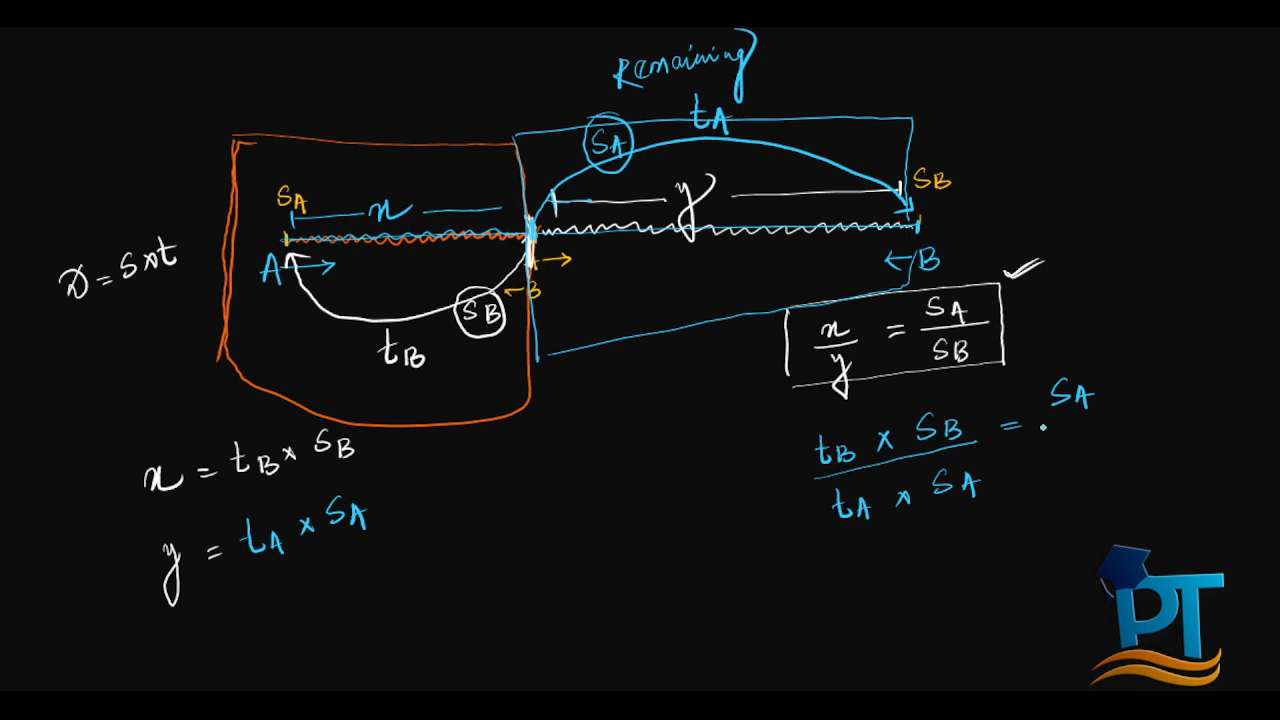 Remaining
tA
SA
SA
x
y
SB
D = S x t
A
A
B
B
SB
tB
x/y = SA/SB
x = tB x SB
y = tA x SA
tB x SB / tA x SA = SA
PT